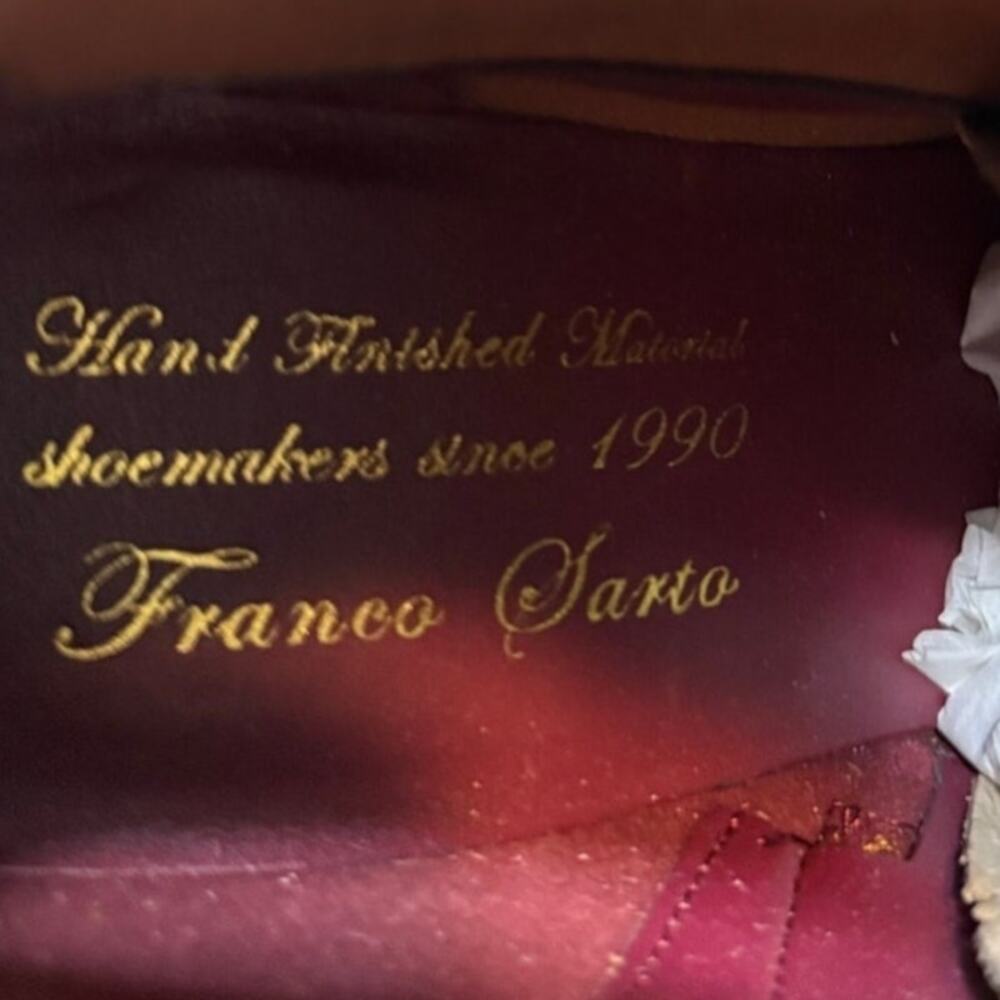 Hand Finished Material
shoemakers since 1990
Franco Sarto